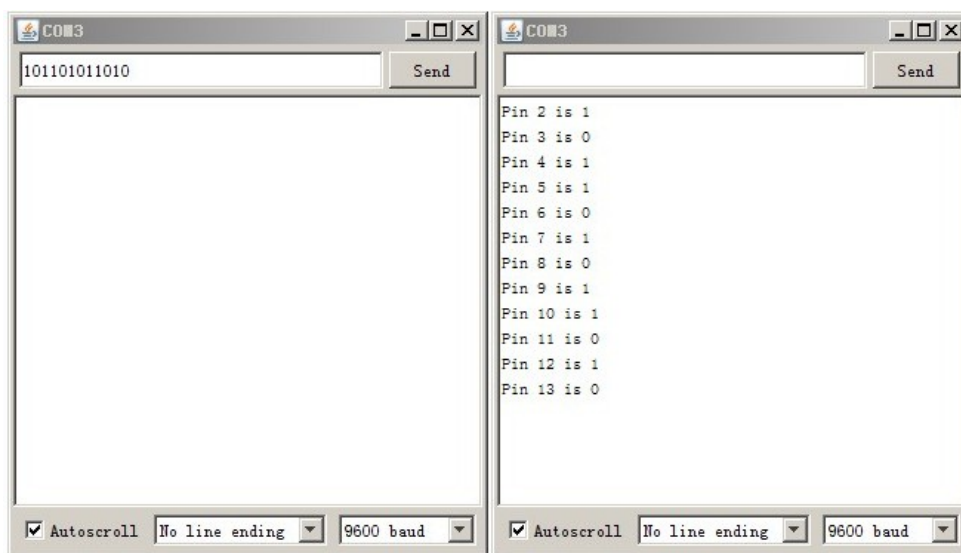 COM3
101101011010
Send
Autoscroll
No line ending
9600 baud
COM3
Send
Pin 2 is 1
Pin 3 is 0
Pin 4 is 1
Pin 5 is 1
Pin 6 is 0
Pin 7 is 1
Pin 8 is 0
Pin 9 is 1
Pin 10 is 1
Pin 11 is 0
Pin 12 is 1
Pin 13 is 0
Autoscroll
No line ending
9600 baud